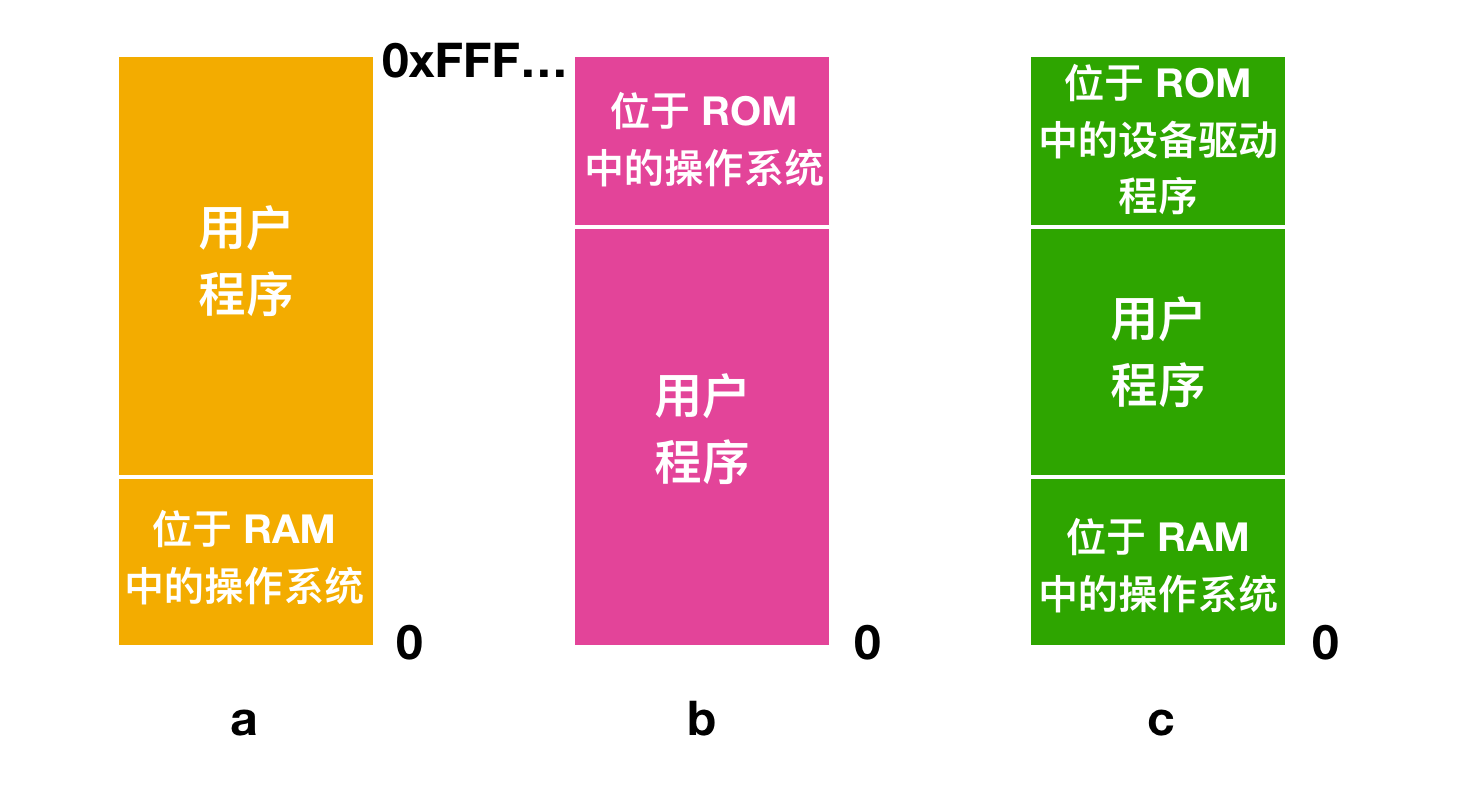 0xFFF...
用户
程序
位于 RAM
中的操作系统
0
a
位于 ROM
中的操作系统
用户
程序
0
b
位于 ROM
中的设备驱动
程序
用户
程序
位于 RAM
中的操作系统
0
c